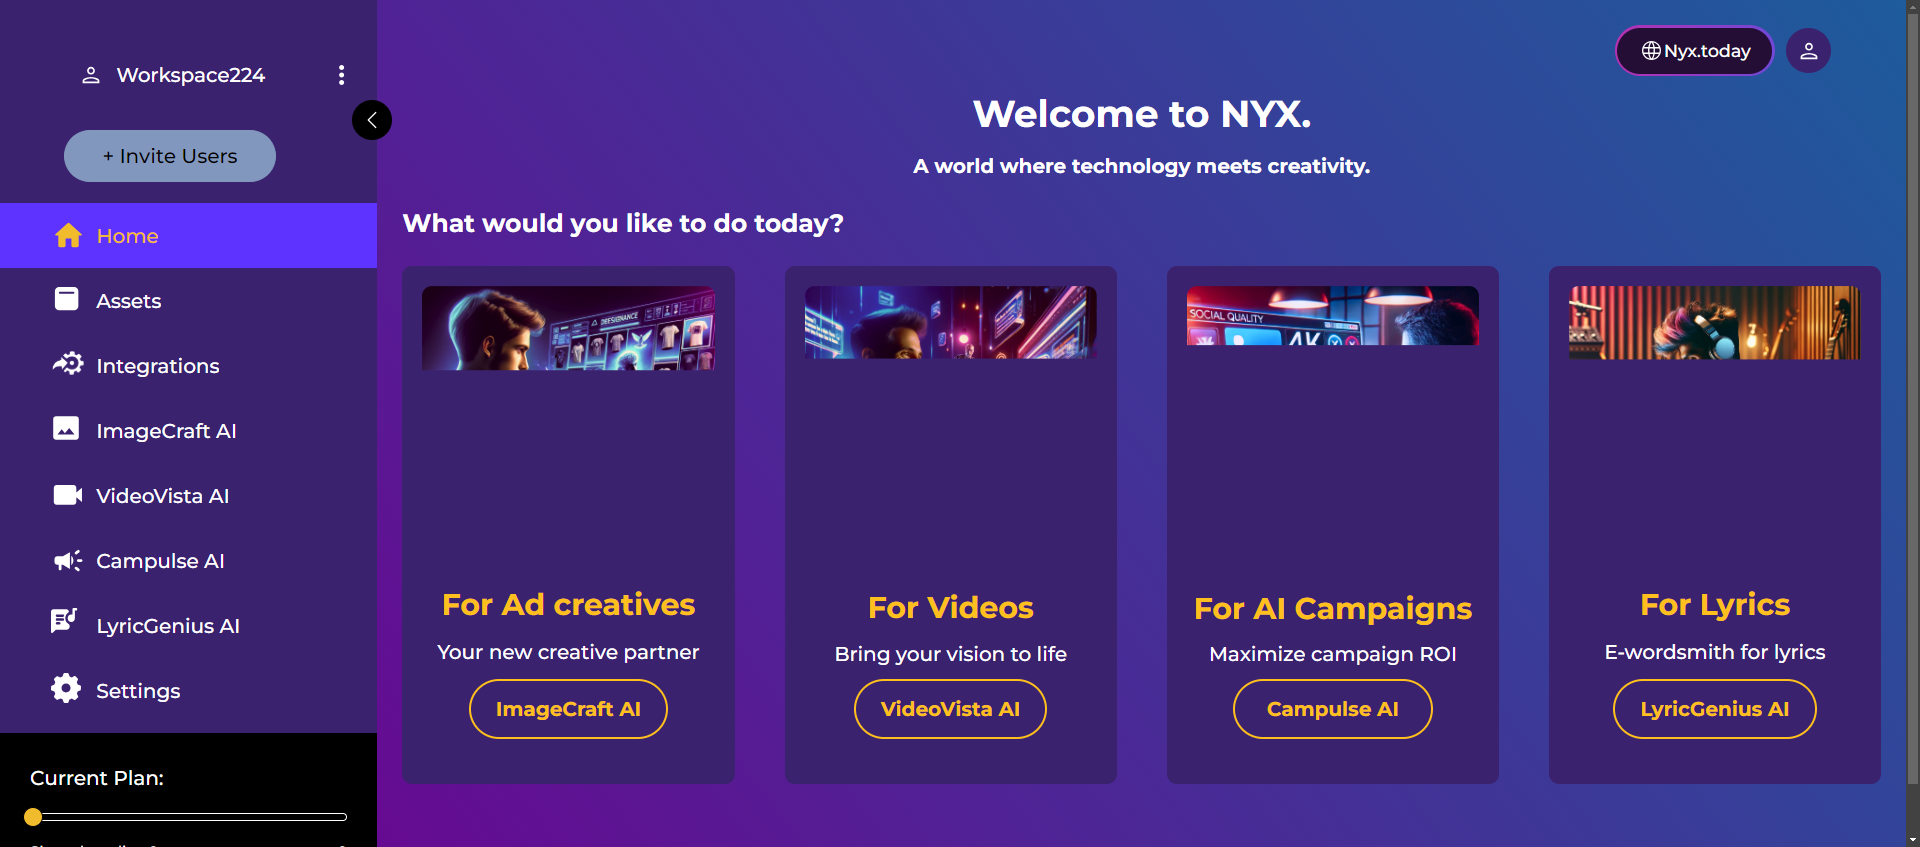 Workspace224
+ Invite Users
Home
Assets
Integrations
ImageCraft AI
VideoVista AI
Campulse AI
LyricGenius AI
Settings
Current Plan:
Nyx.today
Welcome to NYX.
A world where technology meets creativity.
What would you like to do today?
For Ad creatives
Your new creative partner
ImageCraft AI
For Videos
Bring your vision to life
VideoVista AI
SOCIAL QUALITY
4K
For AI Campaigns
Maximize campaign ROI
Campulse AI
For Lyrics
E-wordsmith for lyrics
LyricGenius AI